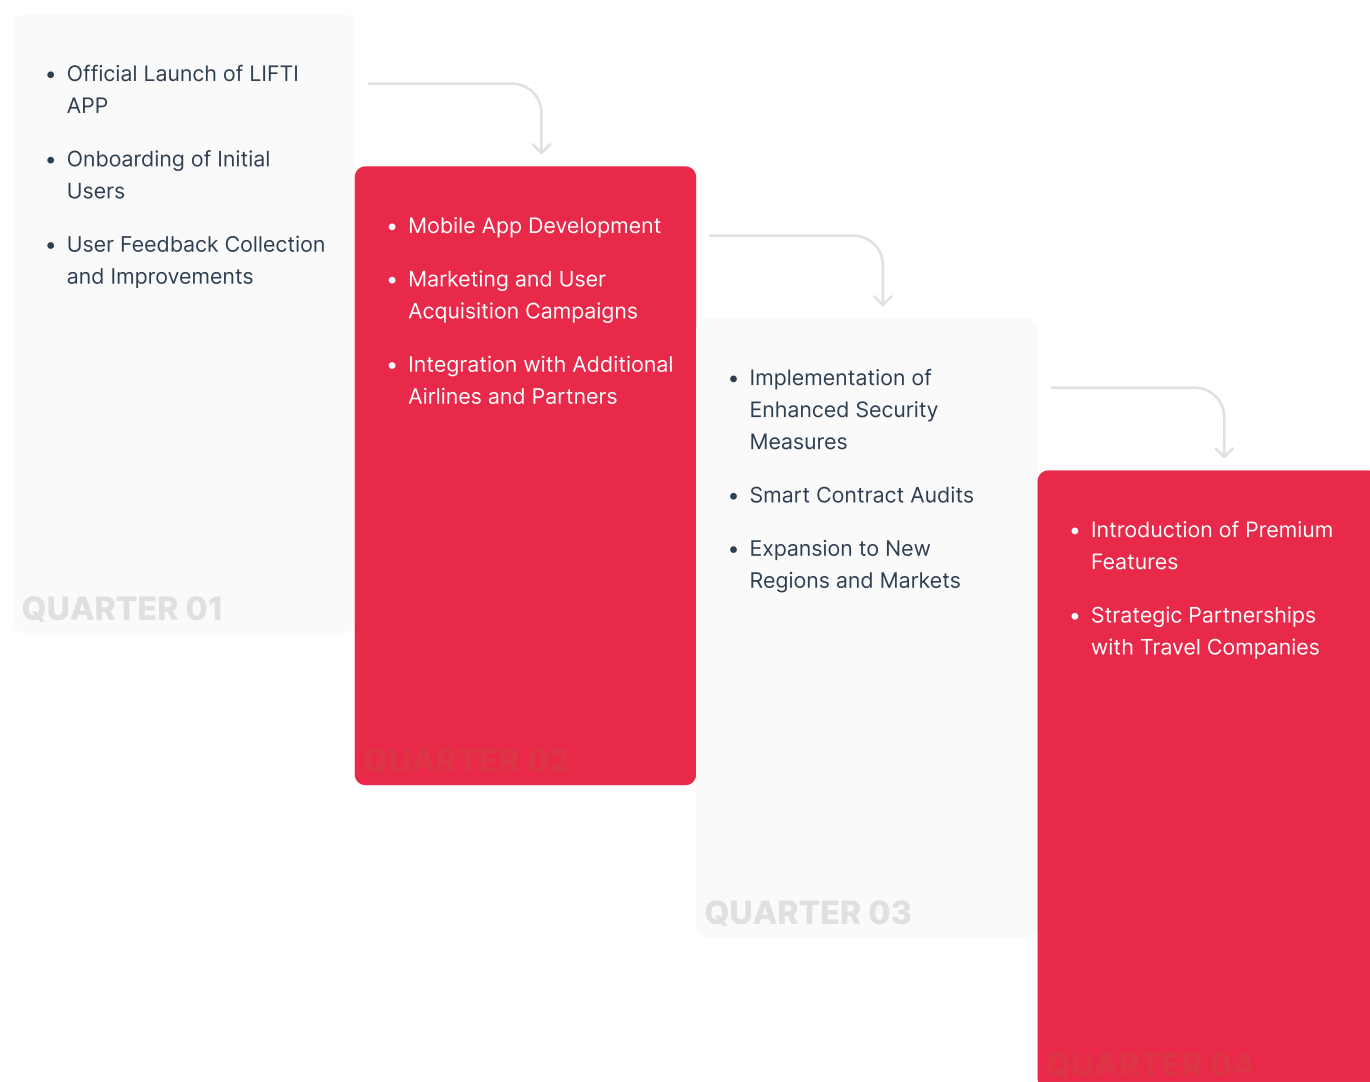 • Official Launch of LIFTI
APP
• Onboarding of Initial
Users
• User Feedback Collection
and Improvements
QUARTER 01
• Mobile App Development
• Marketing and User
Acquisition Campaigns
• Integration with Additional
Airlines and Partners
QUARTER 02
• Implementation of
Enhanced Security
Measures
• Smart Contract Audits
• Expansion to New
Regions and Markets
QUARTER 03
• Introduction of Premium
Features
• Strategic Partnerships
with Travel Companies
QUARTER 04